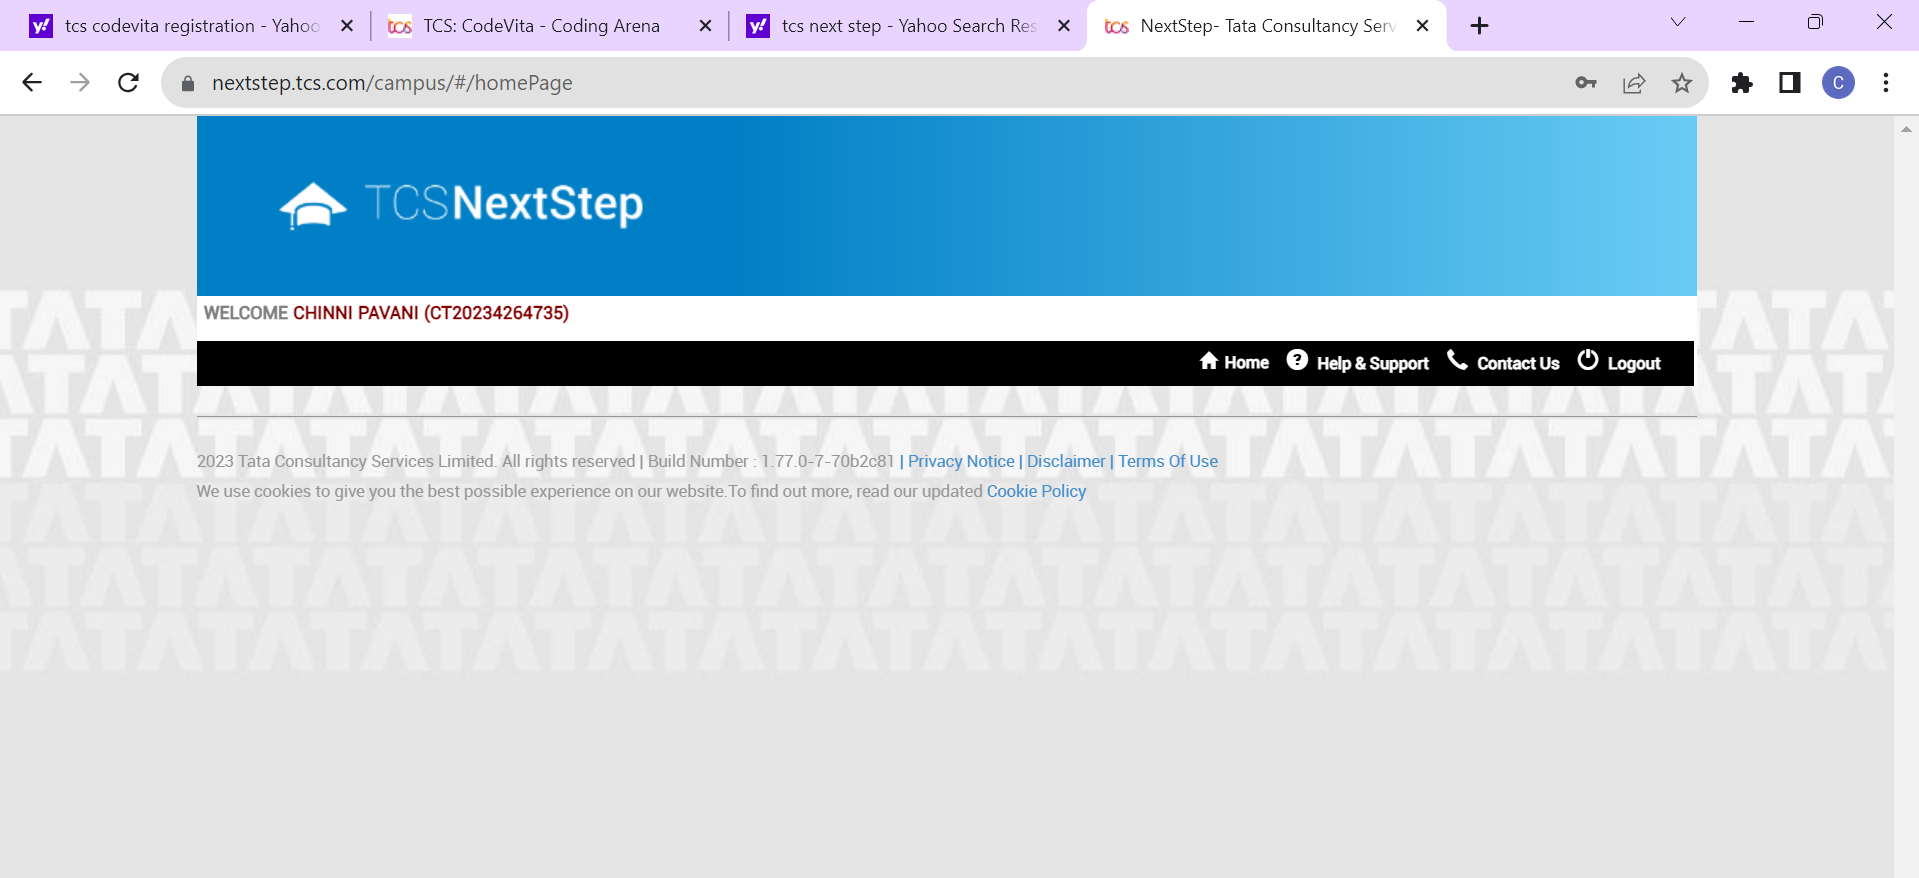 tcs codevita registration - Yahoo
TCS: CodeVita - Coding Arena
tcs next step - Yahoo Search Res
NextStep- Tata Consultancy Serv
nextstep.tcs.com/campus/#/homePage
C
TCS NextStep
WELCOME CHINNI PAVANI (CT20234264735)
Home Help & Support Contact Us Logout
2023 Tata Consultancy Services Limited. All rights reserved | Build Number : 1.77.0-7-70b2c81 | Privacy Notice | Disclaimer | Terms Of Use
We use cookies to give you the best possible experience on our website.To find out more, read our updated Cookie Policy